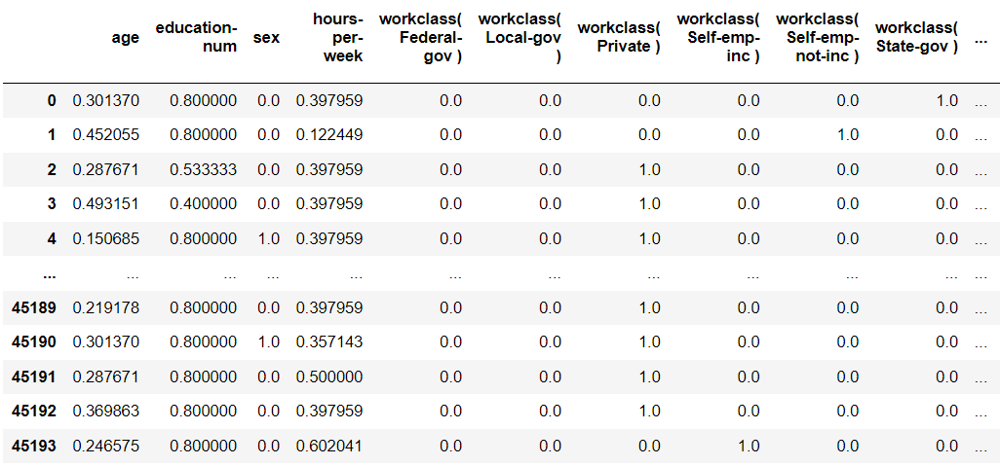 age education-num sex hours-per-week workclass( Federal-gov ) workclass( Local-gov ) workclass( Private ) workclass( Self-emp-inc ) workclass( Self-emp-not-inc ) workclass( State-gov ) ...
0 0.301370 0.800000 0.0 0.397959 0.0 0.0 0.0 0.0 0.0 1.0 ...
1 0.452055 0.800000 0.0 0.122449 0.0 0.0 0.0 0.0 1.0 0.0 ...
2 0.287671 0.533333 0.0 0.397959 0.0 0.0 1.0 0.0 0.0 0.0 ...
3 0.493151 0.400000 0.0 0.397959 0.0 0.0 1.0 0.0 0.0 0.0 ...
4 0.150685 0.800000 1.0 0.397959 0.0 0.0 1.0 0.0 0.0 0.0 ...
... ... ... ... ... ... ... ... ... ... ... ...
45189 0.219178 0.800000 0.0 0.397959 0.0 0.0 1.0 0.0 0.0 0.0 ...
45190 0.301370 0.800000 1.0 0.357143 0.0 0.0 1.0 0.0 0.0 0.0 ...
45191 0.287671 0.800000 0.0 0.500000 0.0 0.0 1.0 0.0 0.0 0.0 ...
45192 0.369863 0.800000 0.0 0.397959 0.0 0.0 1.0 0.0 0.0 0.0 ...
45193 0.246575 0.800000 0.0 0.602041 0.0 0.0 0.0 1.0 0.0 0.0 ...